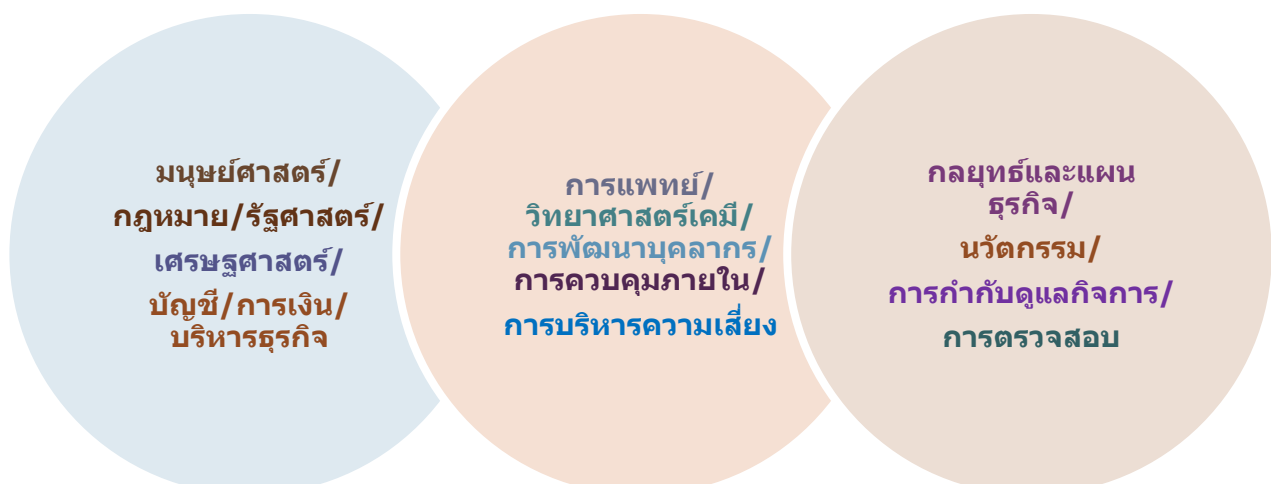 มนุษย์ศาสตร์/
กฎหมาย/รัฐศาสตร์/
เศรษฐศาสตร์/
บัญชี/การเงิน/
บริหารธุรกิจ
การแพทย์/
วิทยาศาสตร์เคมี/
การพัฒนาบุคลากร/
การควบคุมภายใน/
การบริหารความเสี่ยง
กลยุทธ์และแผน
ธุรกิจ/
นวัตกรรม/
การกำกับดูแลกิจการ/
การตรวจสอบ